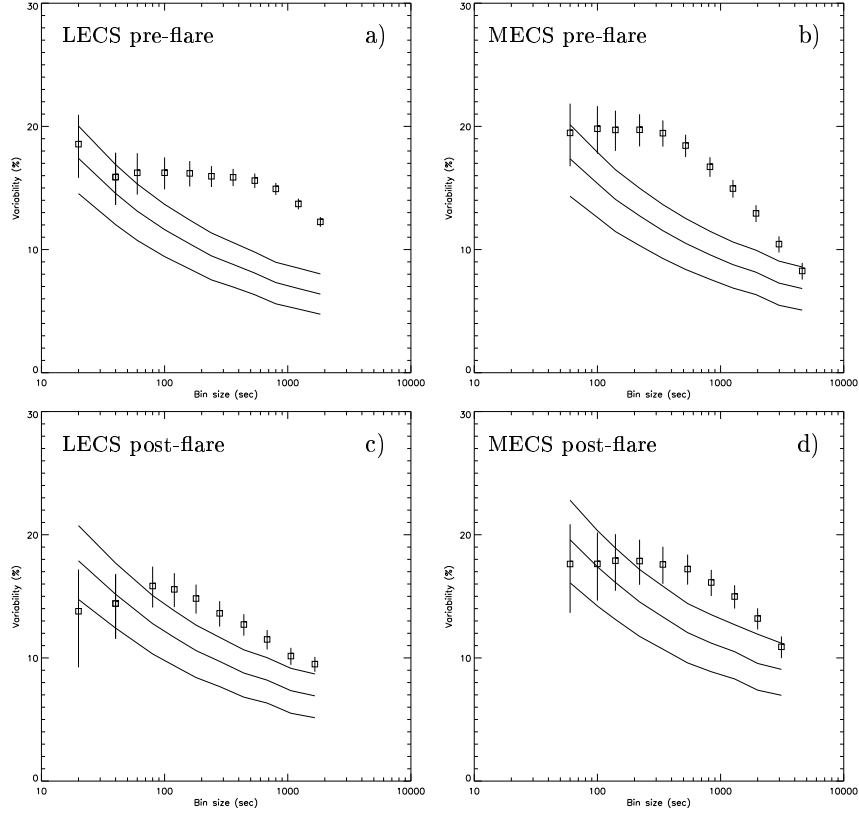 30
LECS pre-flare
a)
20
Variability (%)
10
0
10
100
1000
10000
Bin size (sec)
30
MECS pre-flare
b)
20
Variability (%)
10
0
10
100
1000
10000
Bin size (sec)
30
LECS post-flare
c)
20
Variability (%)
10
0
10
100
1000
10000
Bin size (sec)
30
MECS post-flare
d)
20
Variability (%)
10
0
10
100
1000
10000
Bin size (sec)